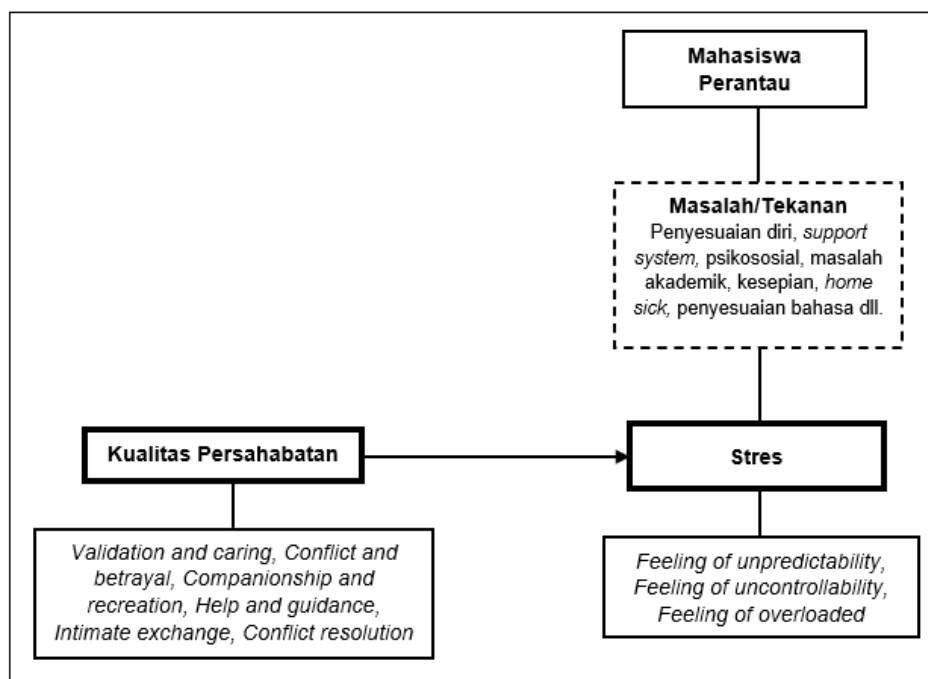 Mahasiswa
Perantau
Masalah/Tekanan
Penyesuaian diri, support
system, psikososial, masalah
akademik, kesepian, home
sick, penyesuaian bahasa dll.
Kualitas Persahabatan
Stres
Validation and caring, Conflict and
betrayal, Companionship and
recreation, Help and guidance,
Intimate exchange, Conflict resolution
Feeling of unpredictability,
Feeling of uncontrollability,
Feeling of overloaded